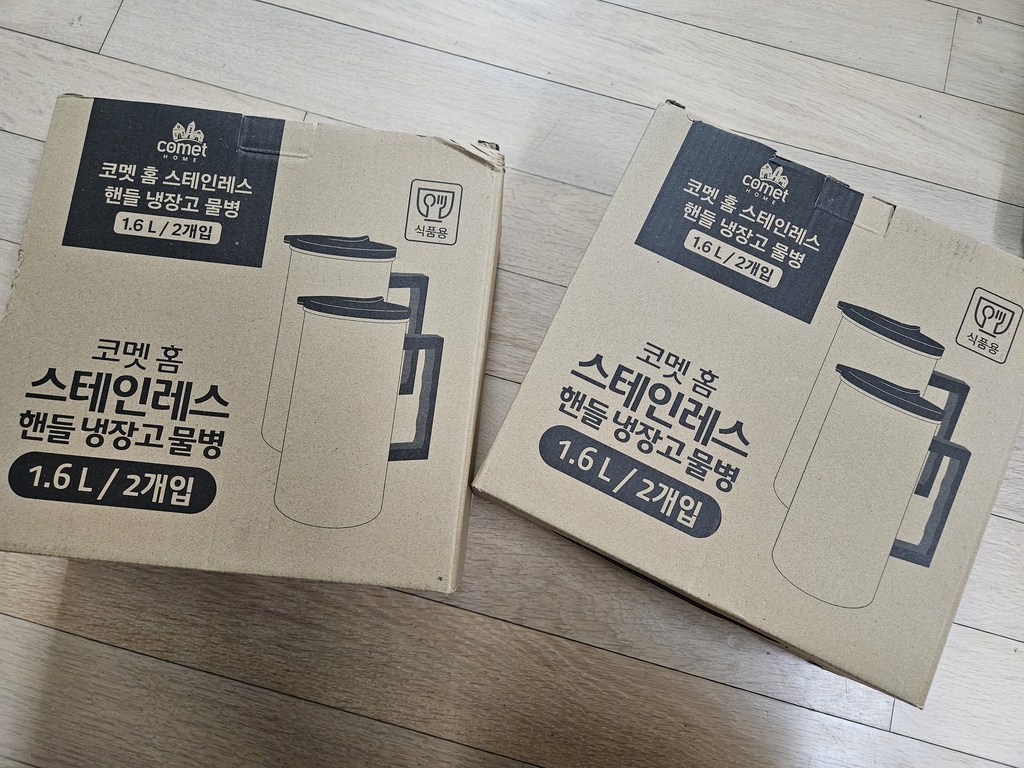 comet
HOME
코멧 홈 스테인레스
핸들 냉장고 물병
1.6 L / 2개입
식품용
코멧 홈
스테인레스
핸들 냉장고 물병
1.6 L / 2개입
comet
HOME
코멧 홈 스테인레스
핸들 냉장고 물병
1.6 L / 2개입
식품용
코멧 홈
스테인레스
핸들 냉장고 물병
1.6 L / 2개입